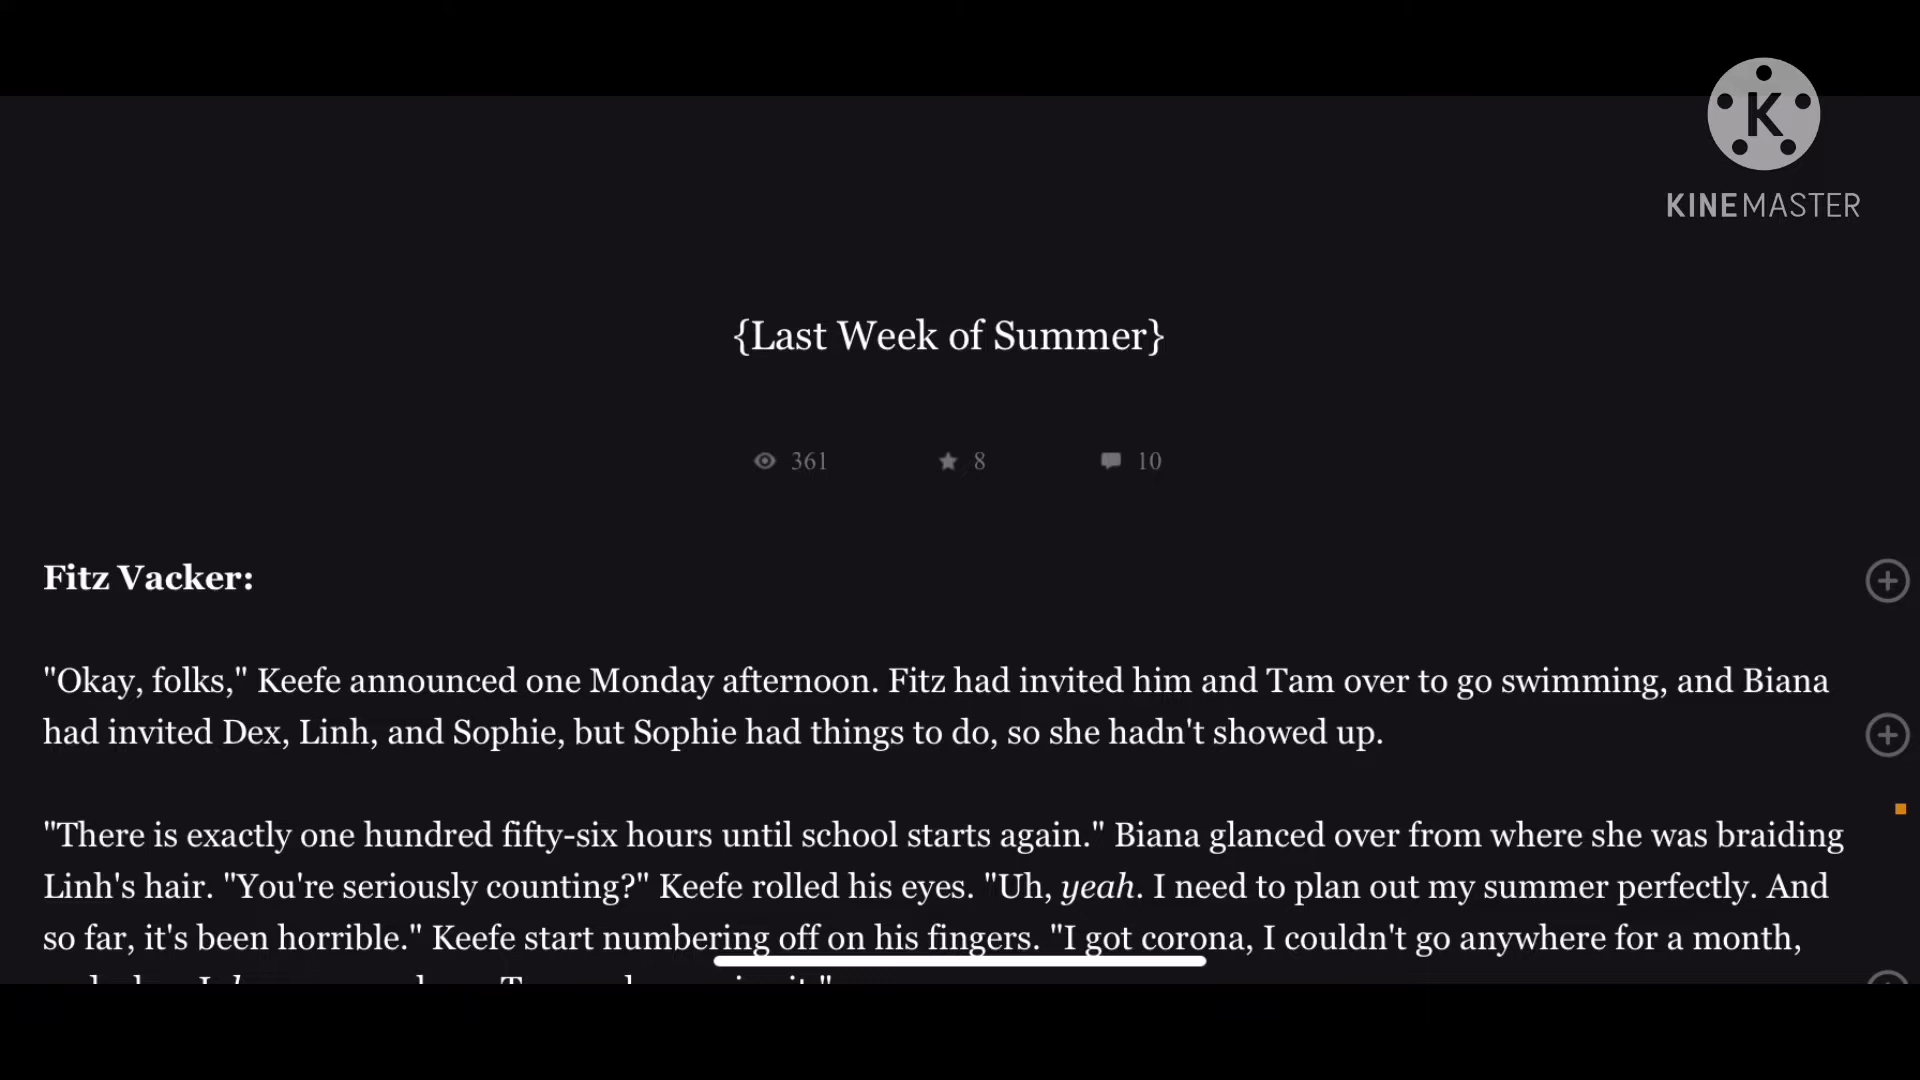 K
KINEMASTER
{Last Week of Summer}
361 8 10
Fitz Vacker:
"Okay, folks," Keefe announced one Monday afternoon. Fitz had invited him and Tam over to go swimming, and Biana
had invited Dex, Linh, and Sophie, but Sophie had things to do, so she hadn't showed up.
"There is exactly one hundred fifty-six hours until school starts again." Biana glanced over from where she was braiding
Linh's hair. "You're seriously counting?" Keefe rolled his eyes. "Uh, yeah. I need to plan out my summer perfectly. And
so far, it's been horrible." Keefe start numbering off on his fingers. "I got corona, I couldn't go anywhere for a month,